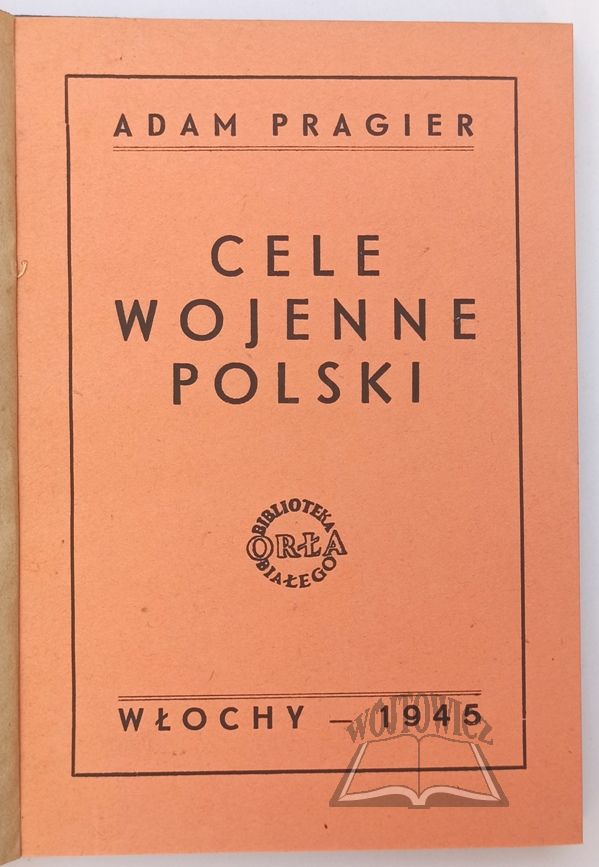 ADAM PRAGIER
CELE
WOJENNE
POLSKI
BIBLIOTEKA
ORŁA
BIAŁEGO
WŁOCHY — 1945
WÓJTOWICZ